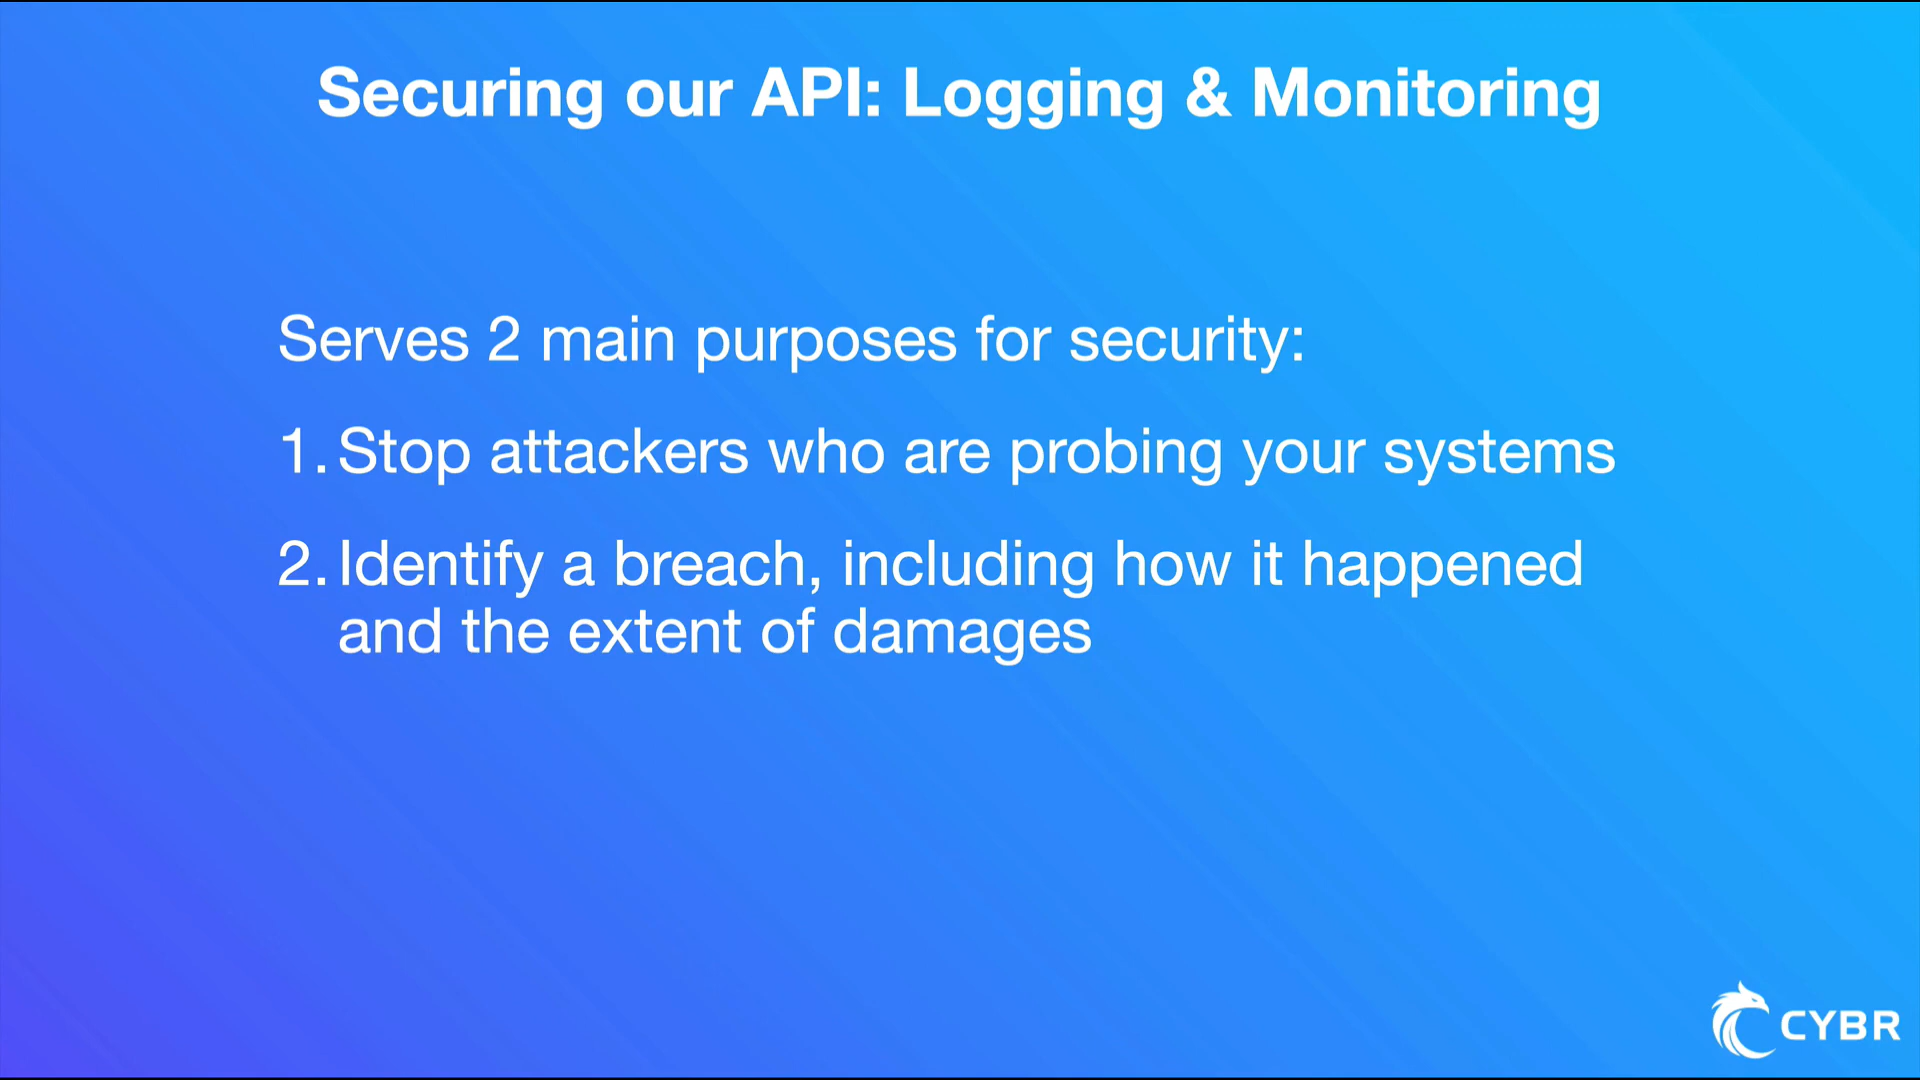 Securing our API: Logging & Monitoring
Serves 2 main purposes for security:
1. Stop attackers who are probing your systems
2. Identify a breach, including how it happened
and the extent of damages
CYBR